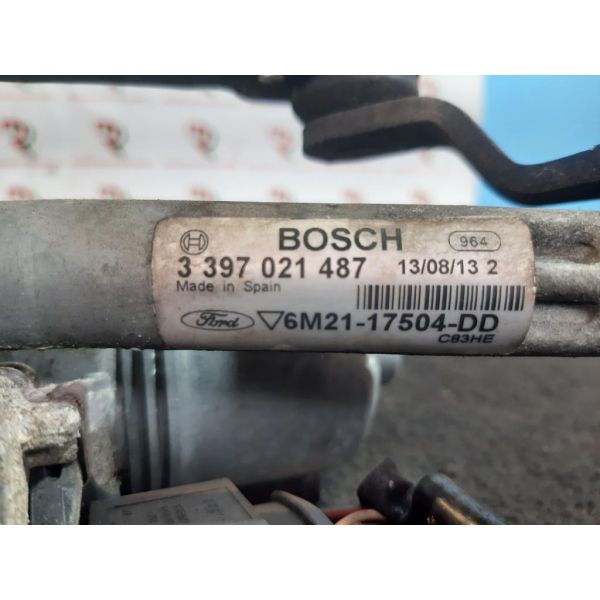 BOSCH 964
3 397 021 487 13/08/13 2
Made in Spain
Ford 6M21-17504-DD
C83HE